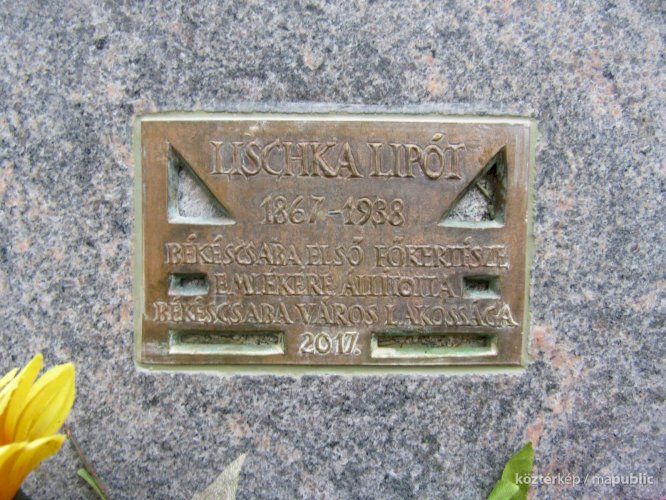 LISCHKA LIPÓT
1867-1938
BÉKÉSCSABA ELSŐ FŐKERTÉSZE
EMLÉKÉRE ÁLLÍTOTTA
BÉKÉSCSABA VÁROS LAKOSSÁGA
2017.
köztérkép / mapublic